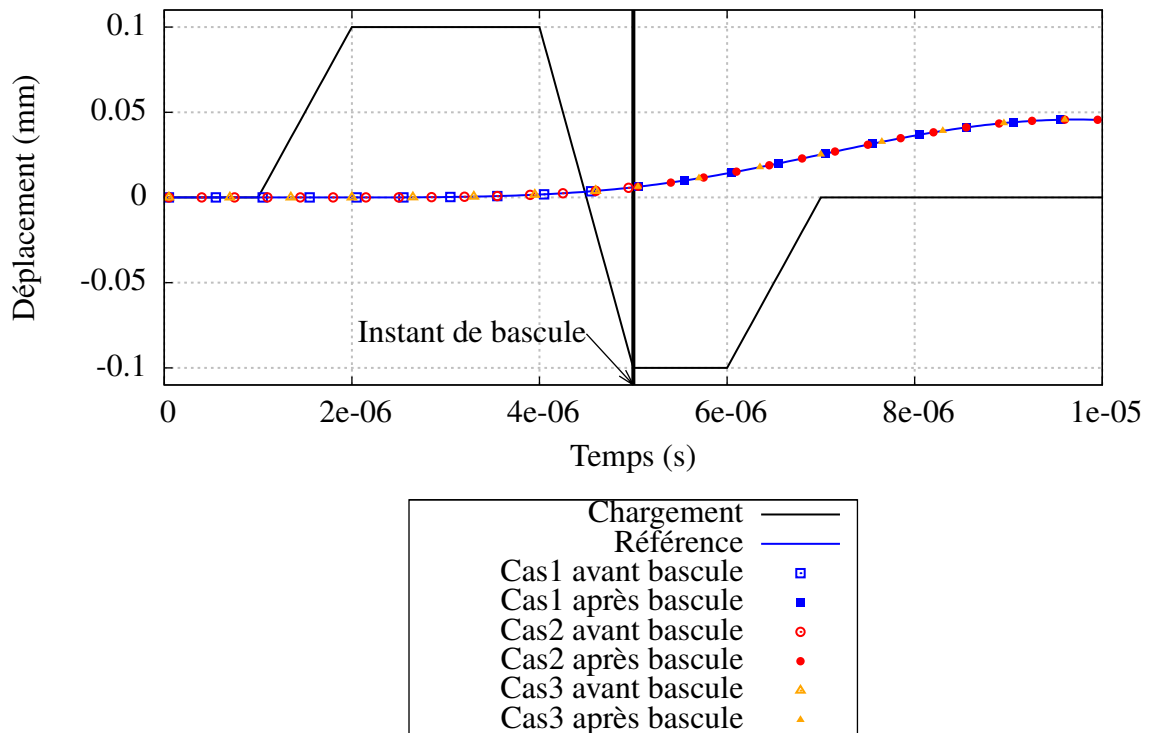 0.1
0.05
0
-0.05
-0.1
Déplacement (mm)
Instant de bascule
0
2e-06
4e-06
6e-06
8e-06
1e-05
Temps (s)
Chargement
Référence
Cas1 avant bascule
Cas1 après bascule
Cas2 avant bascule
Cas2 après bascule
Cas3 avant bascule
Cas3 après bascule